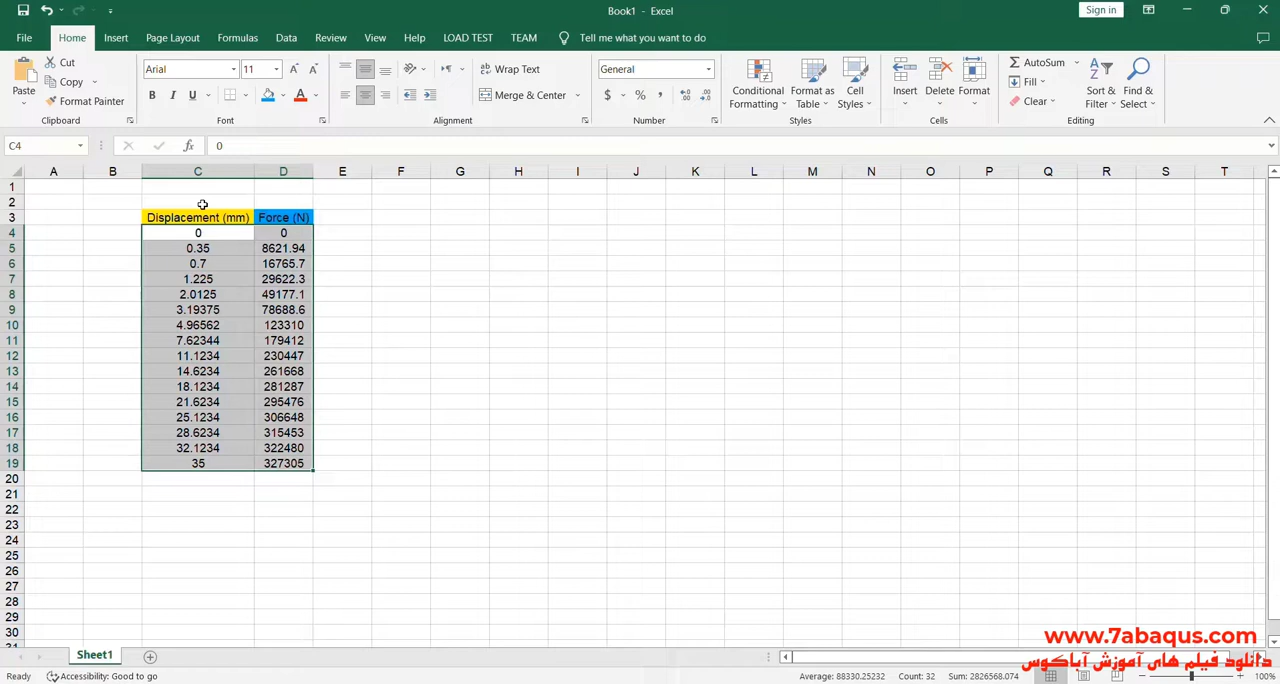 Book1 - Excel
Sign in
File Home Insert Page Layout Formulas Data Review View Help LOAD TEST TEAM Tell me what you want to do
Paste
Cut
Copy
Format Painter
Clipboard
Arial 11
B I U
Font
Wrap Text
Merge & Center
Alignment
General
$ % ,
Number
Conditional Formatting
Format as Table
Cell Styles
Styles
Insert
Delete
Format
Cells
AutoSum
Fill
Clear
Sort & Filter
Find & Select
Editing
C4 fx 0
A B C D E F G H I J K L M N O P Q R S T
1
2
3 Displacement (mm) Force (N)
4 0 0
5 0.35 8621.94
6 0.7 16765.7
7 1.225 29622.3
8 2.0125 49177.1
9 3.19375 78688.6
10 4.96562 123310
11 7.62344 179412
12 11.1234 230447
13 14.6234 261668
14 18.1234 281287
15 21.6234 295476
16 25.1234 306648
17 28.6234 315453
18 32.1234 322480
19 35 327305
20
21
22
23
24
25
26
27
28
29
30
31
www.7abaqus.com
دانلود فیلم های آموزش آباکوس
Sheet1
Ready Accessibility: Good to go Average: 88330.25232 Count: 32 Sum: 2826568.074 100%